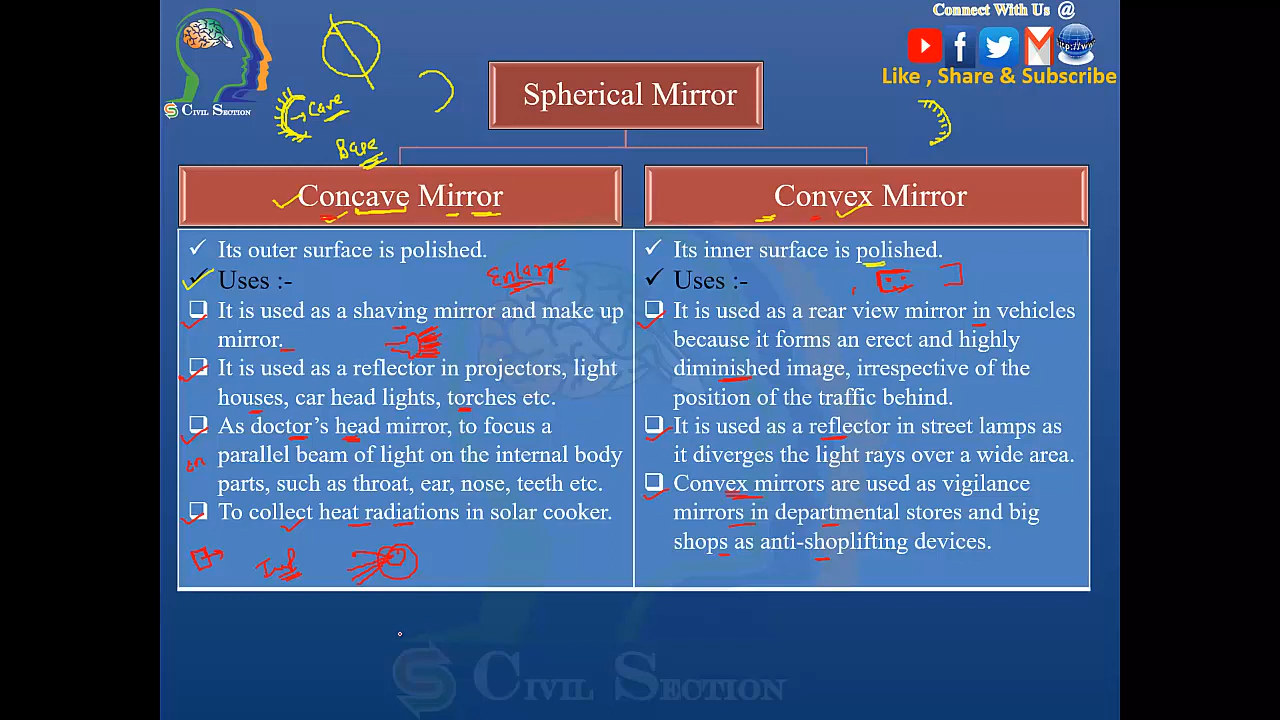 Connect With Us @
http://w
Like , Share & Subscribe
CIVIL SECTION
Cave
Base
Spherical Mirror
Concave Mirror
Its outer surface is polished.
Uses :-
Enlarge
It is used as a shaving mirror and make up
mirror.
It is used as a reflector in projectors, light
houses, car head lights, torches etc.
As doctor’s head mirror, to focus a
parallel beam of light on the internal body
parts, such as throat, ear, nose, teeth etc.
To collect heat radiations in solar cooker.
Convex Mirror
Its inner surface is polished.
Uses :-
It is used as a rear view mirror in vehicles
because it forms an erect and highly
diminished image, irrespective of the
position of the traffic behind.
It is used as a reflector in street lamps as
it diverges the light rays over a wide area.
Convex mirrors are used as vigilance
mirrors in departmental stores and big
shops as anti-shoplifting devices.
CIVIL SECTION